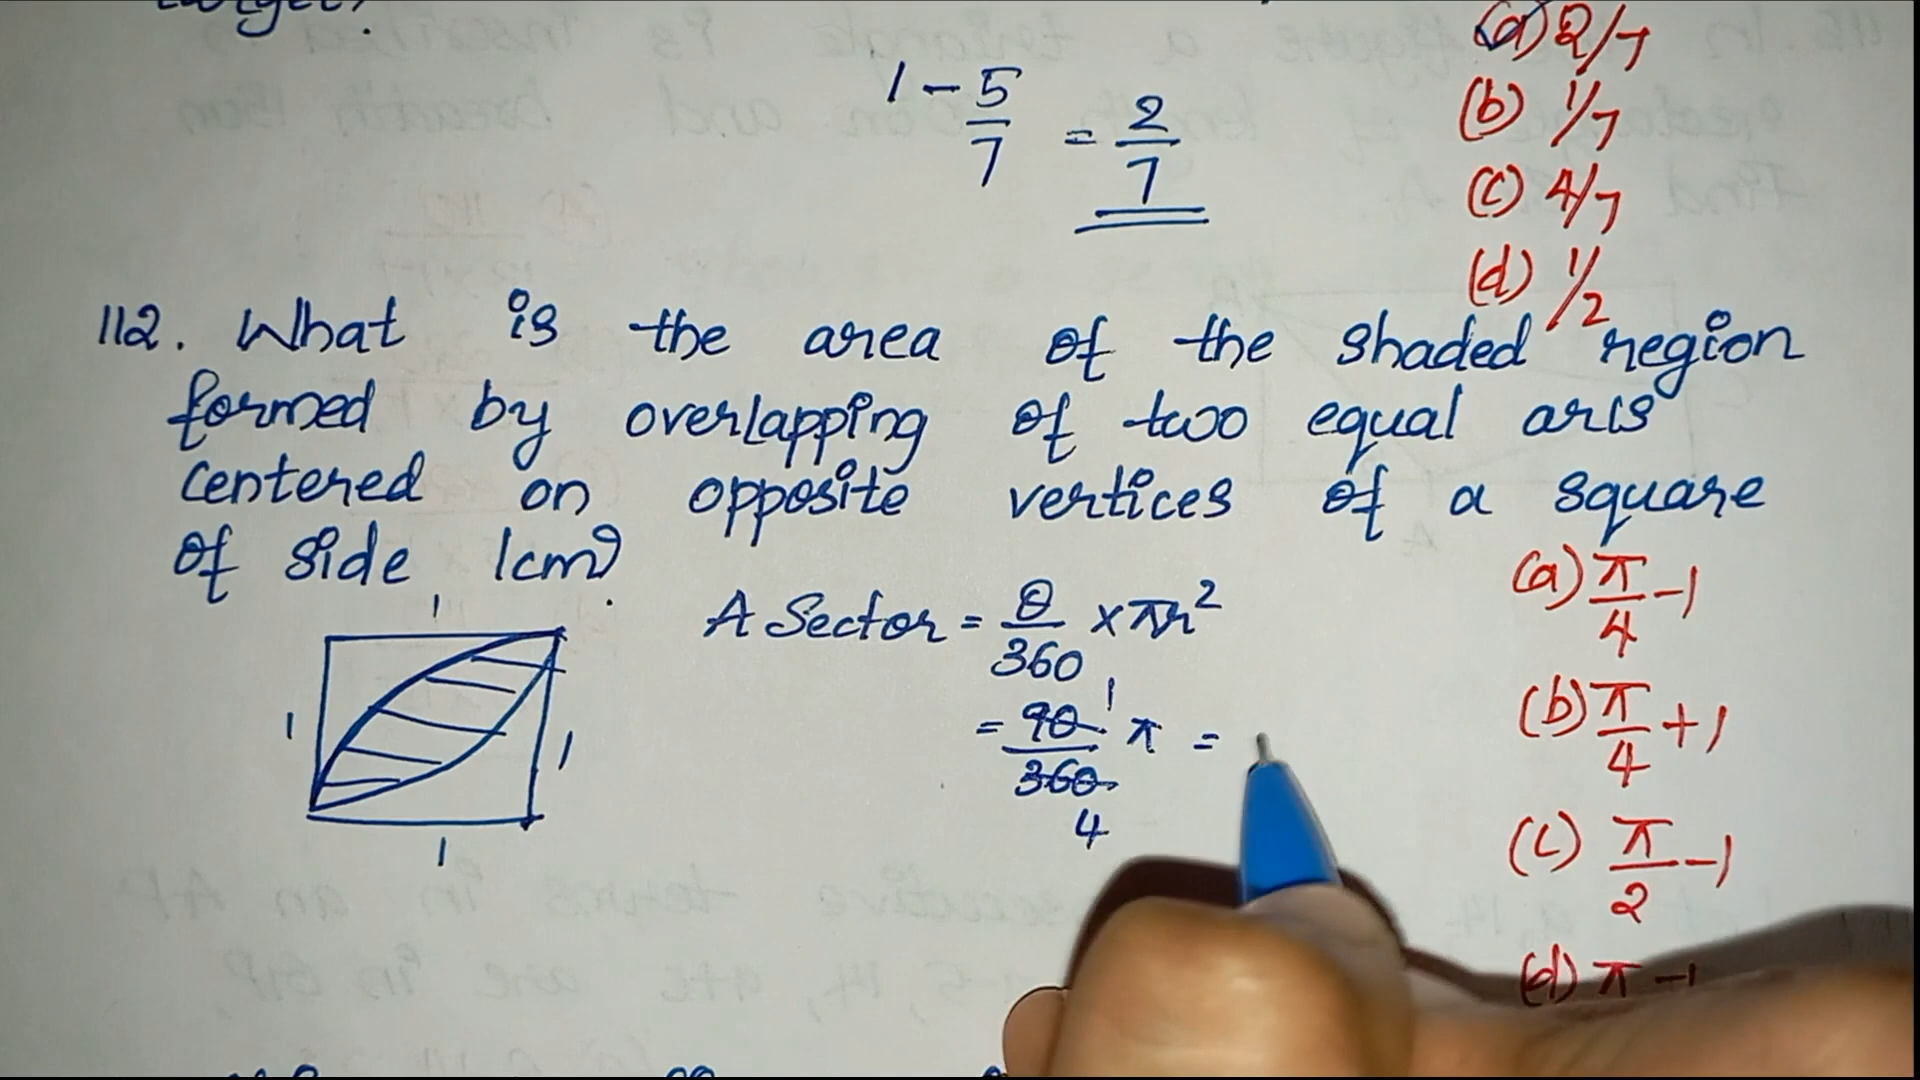 target?
1 - 5/7 = 2/7
(a) 2/7
(b) 1/7
(c) 4/7
(d) 1/2
112. What is the area of the shaded region
formed by overlapping of two equal arcs
centered on opposite vertices of a square
of side 1cm?
A Sector = θ/360 × πr²
= 90/360 π =
1
4
1
1
1
1
(a) π/4 - 1
(b) π/4 + 1
(c) π/2 - 1
(d) π - 1